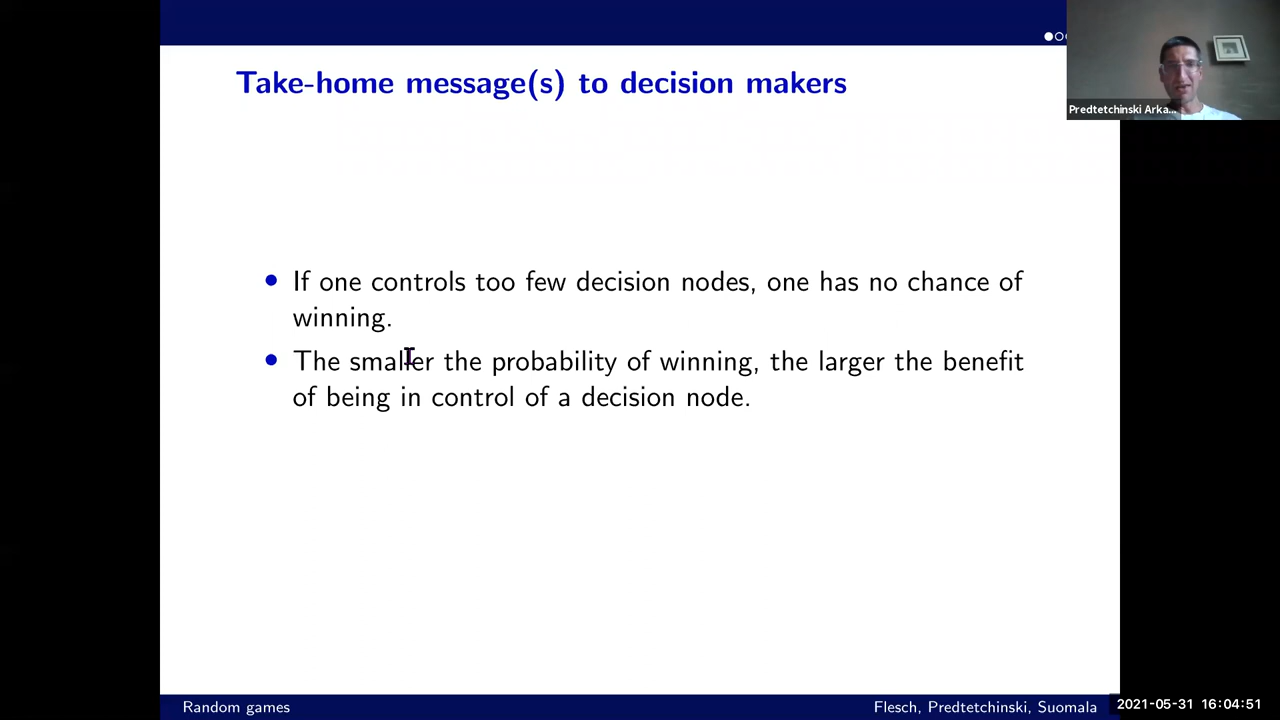 Take-home message(s) to decision makers
Predtetchinski Arka...
If one controls too few decision nodes, one has no chance of
winning.
The smaller the probability of winning, the larger the benefit
of being in control of a decision node.
Random games
Flesch, Predtetchinski, Suomala
2021-05-31 16:04:51